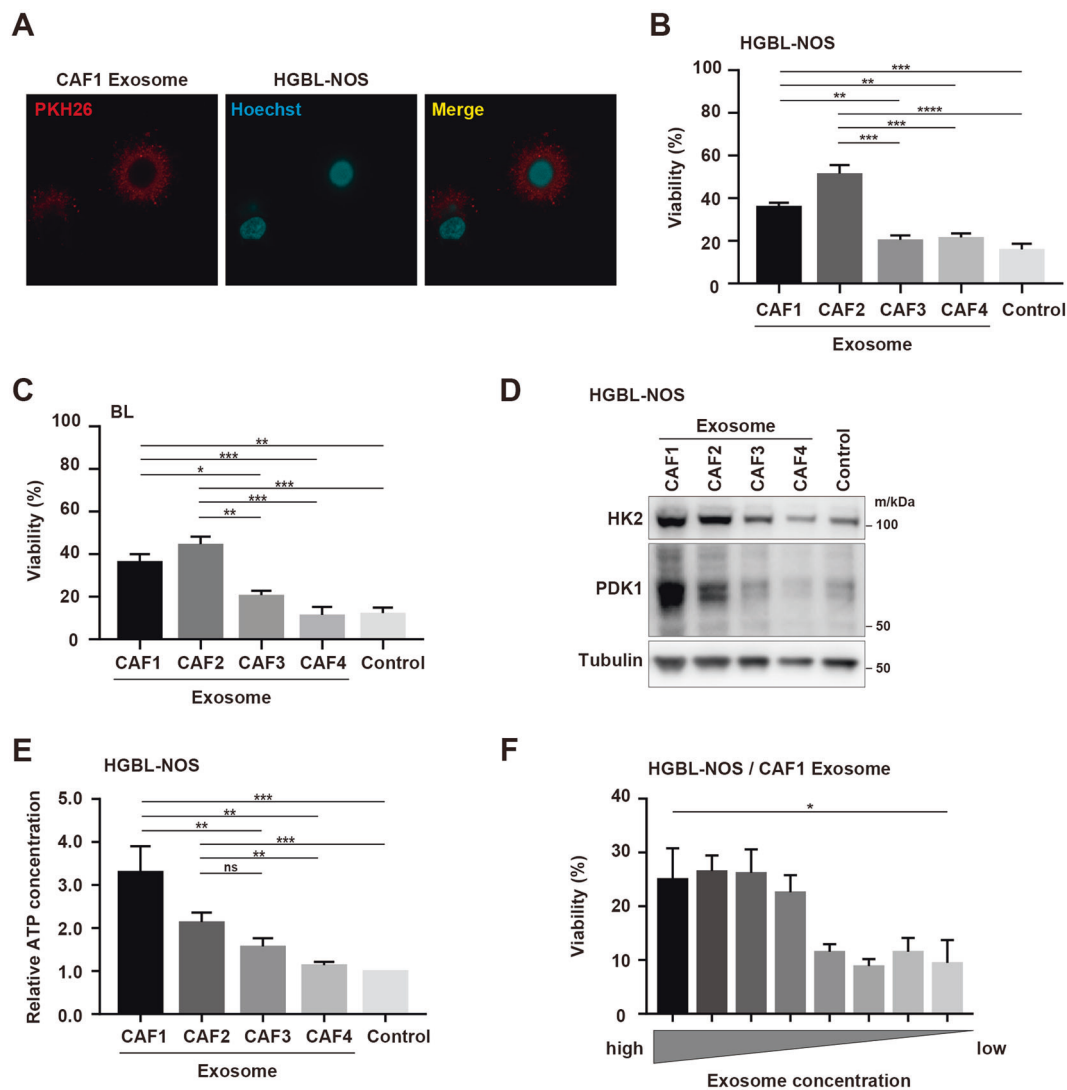 A
CAF1 Exosome
HGBL-NOS
PKH26
Hoechst
Merge
B
HGBL-NOS
Viability (%)
100
80
60
40
20
0
***
**
**
****
***
***
CAF1 CAF2 CAF3 CAF4 Control
Exosome
C
BL
Viability (%)
100
80
60
40
20
0
**
***
*
***
***
**
CAF1 CAF2 CAF3 CAF4 Control
Exosome
D
HGBL-NOS
Exosome
CAF1 CAF2 CAF3 CAF4 Control
m/kDa
HK2
100
PDK1
50
Tubulin
50
E
HGBL-NOS
Relative ATP concentration
5.0
4.0
3.0
2.0
1.0
0.0
***
**
**
***
**
ns
CAF1 CAF2 CAF3 CAF4 Control
Exosome
F
HGBL-NOS / CAF1 Exosome
Viability (%)
40
30
20
10
0
*
high
low
Exosome concentration